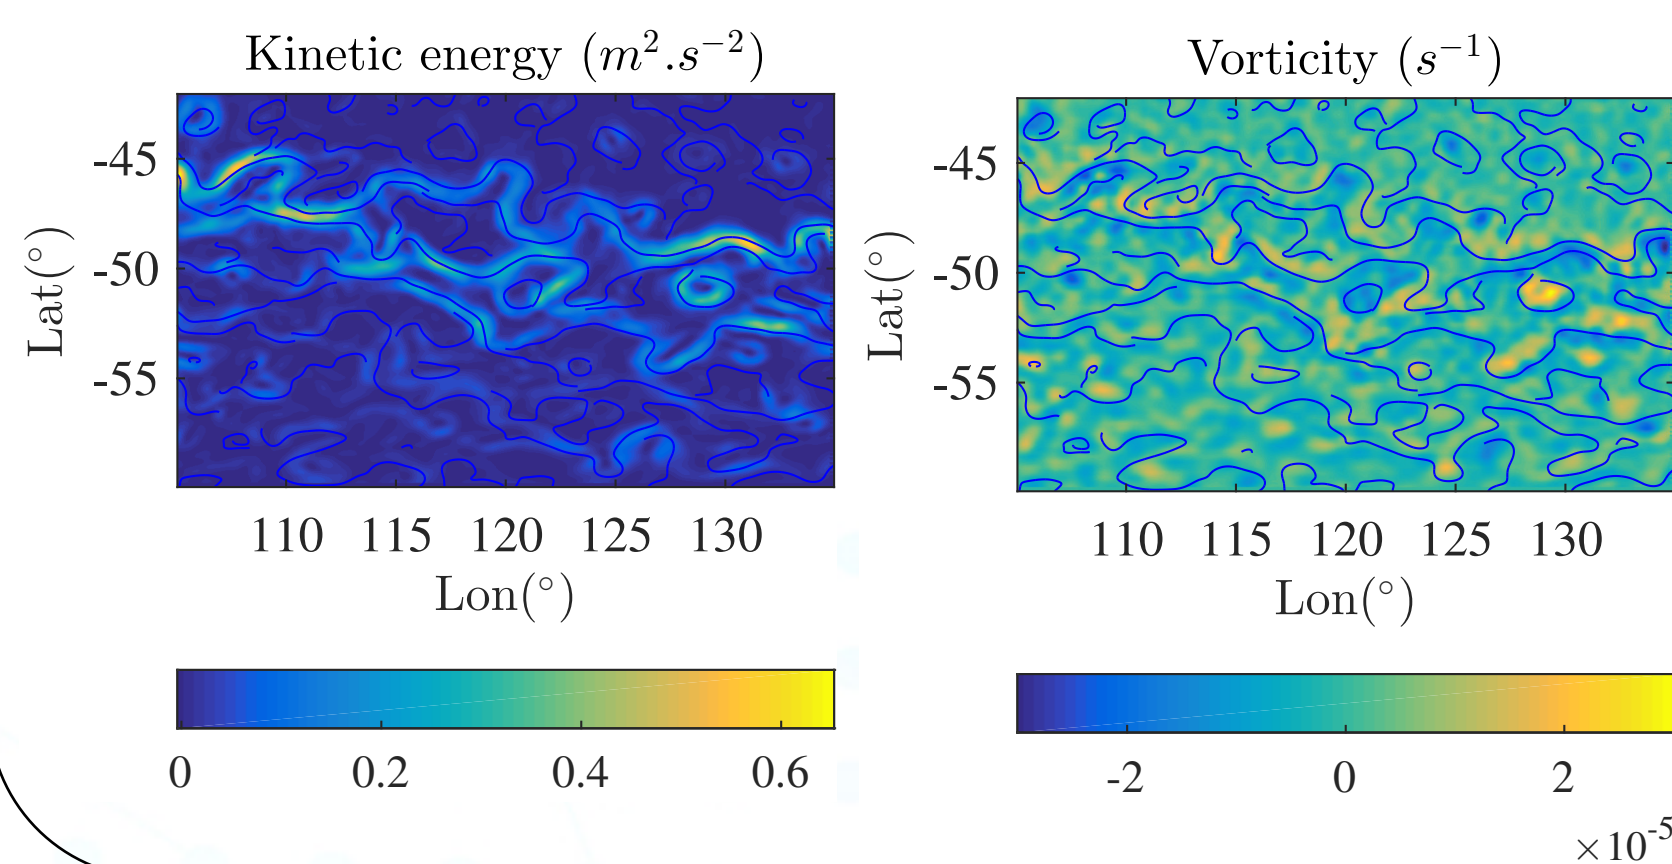 Kinetic energy (m².s⁻²)
-45
-50
-55
Lat(°)
110 115 120 125 130
Lon(°)
0 0.2 0.4 0.6
Vorticity (s⁻¹)
-45
-50
-55
Lat(°)
110 115 120 125 130
Lon(°)
-2 0 2
×10⁻⁵